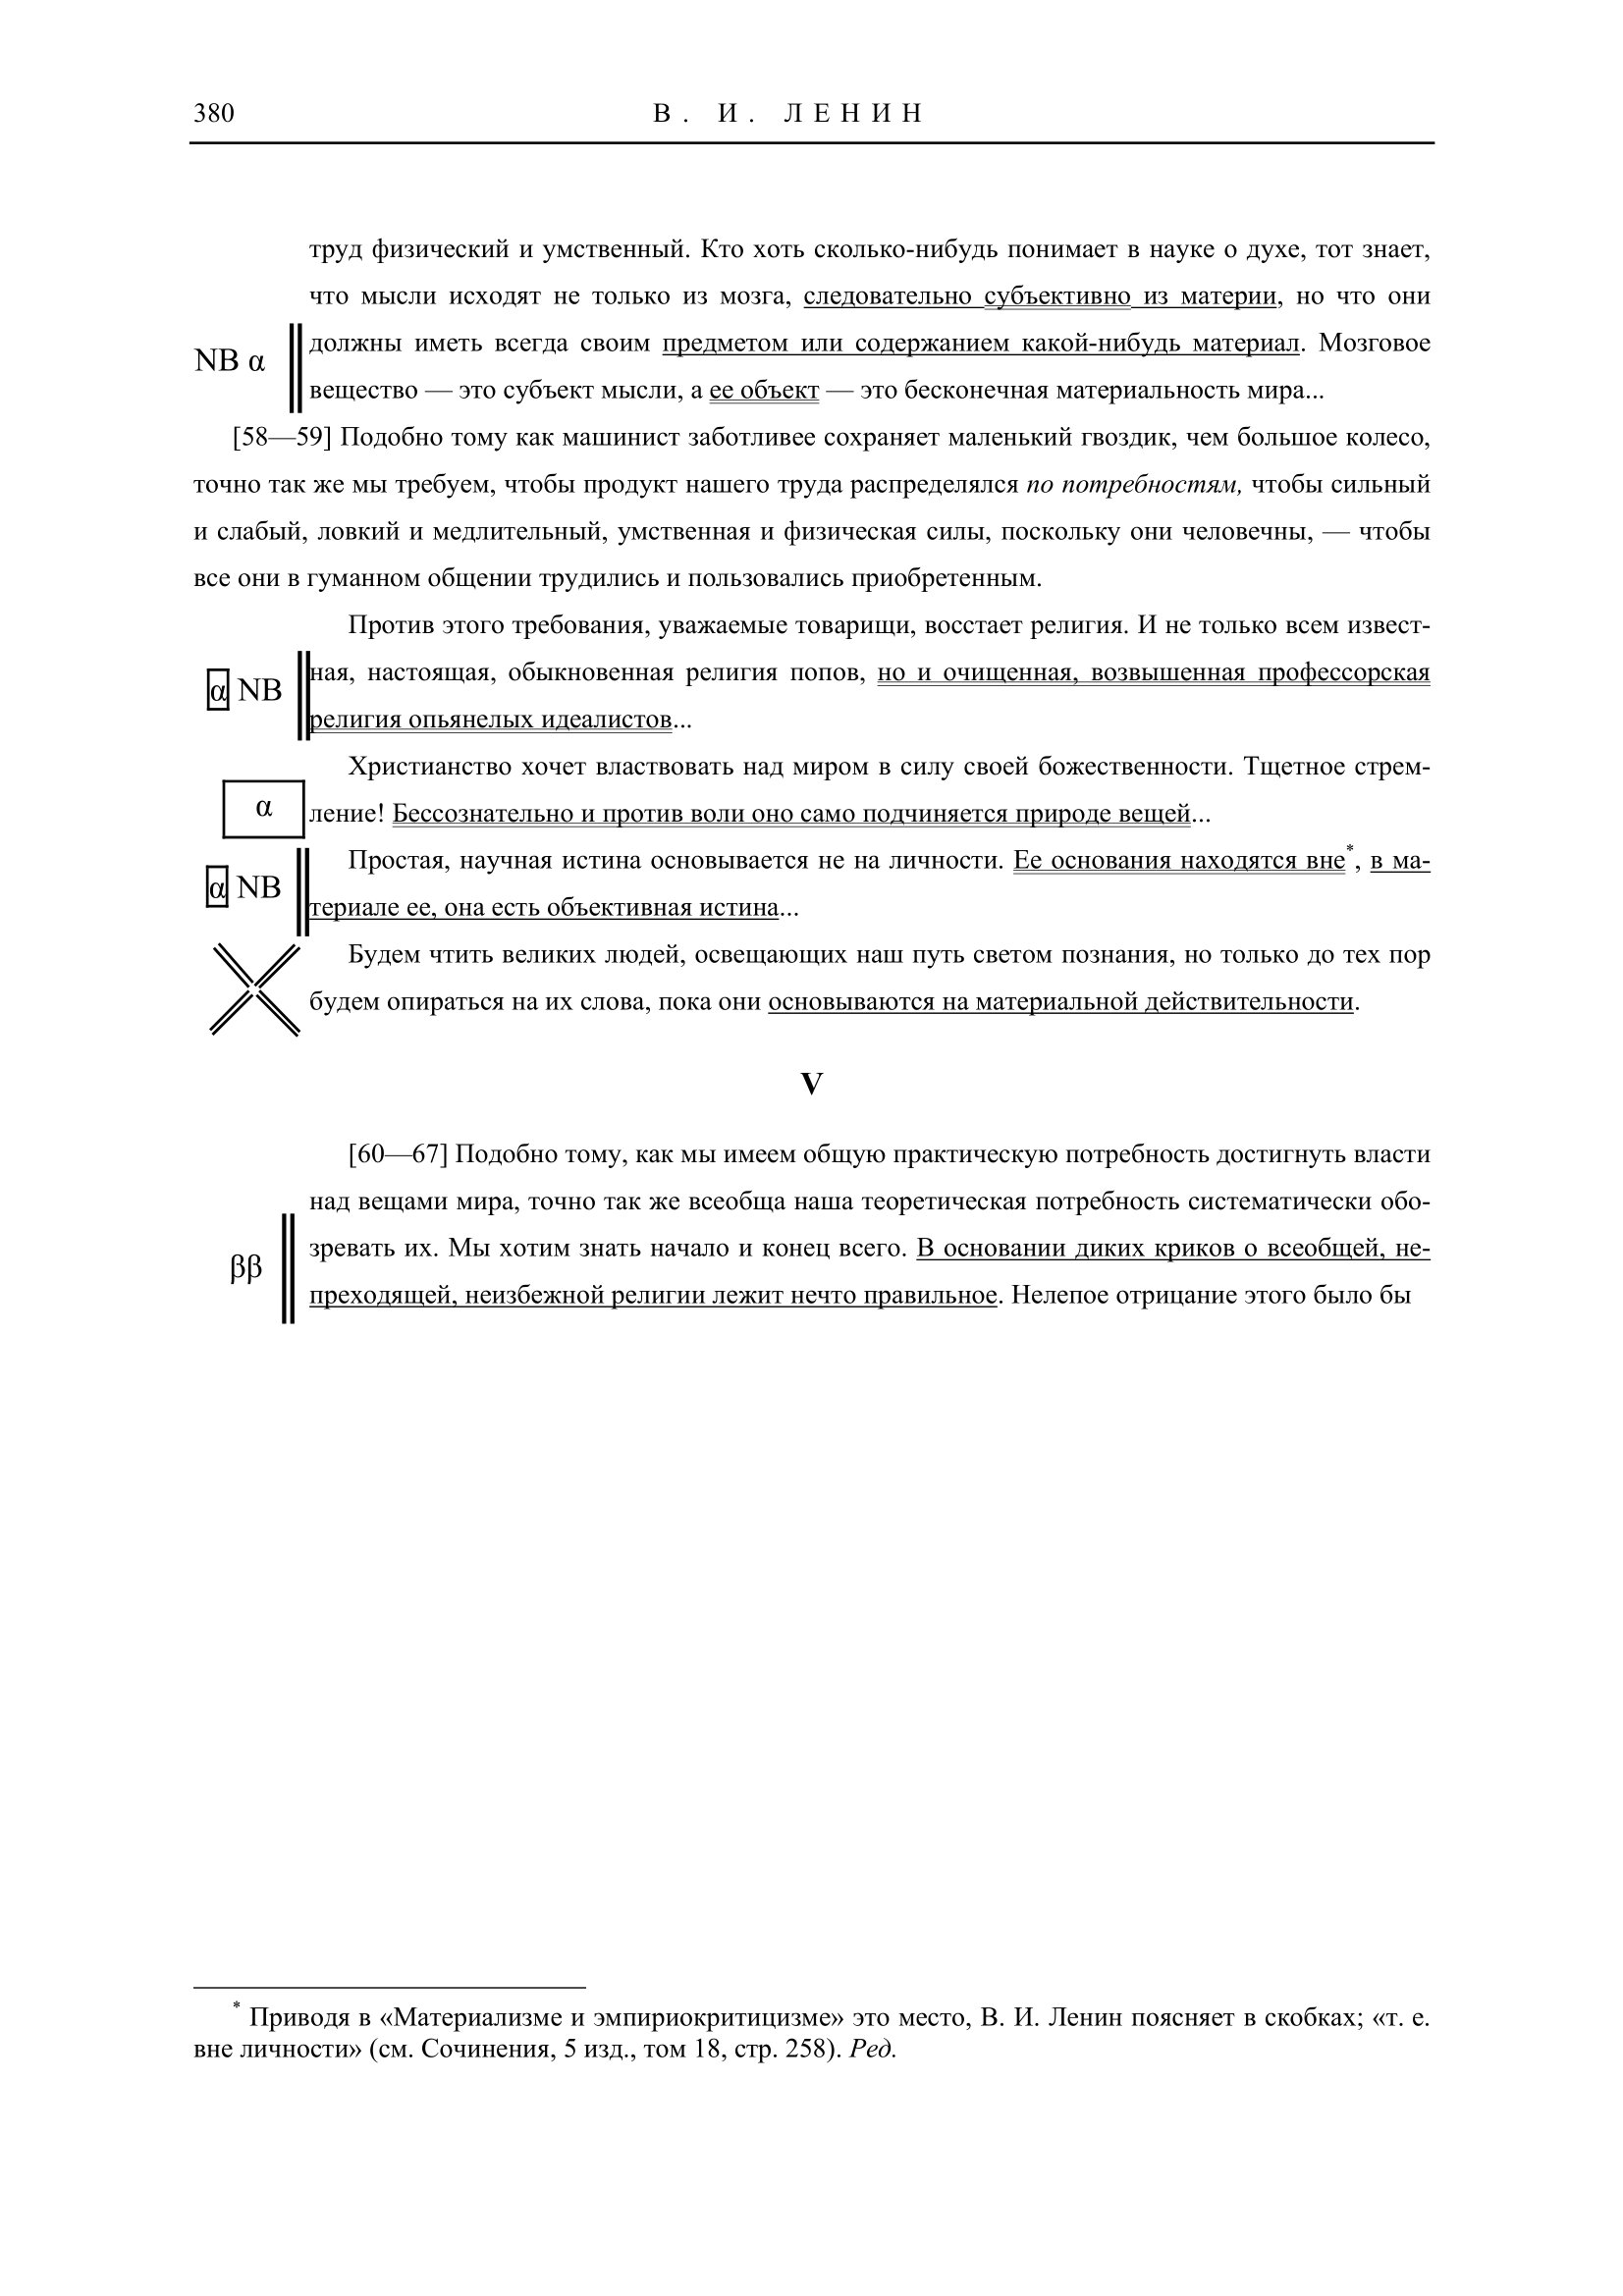 380
В. И. ЛЕНИН
труд физический и умственный. Кто хоть сколько-нибудь понимает в науке о духе, тот знает,
что мысли исходят не только из мозга, следовательно субъективно из материи, но что они
NB α
должны иметь всегда своим предметом или содержанием какой-нибудь материал. Мозговое
вещество — это субъект мысли, а ее объект — это бесконечная материальность мира...
[58—59] Подобно тому как машинист заботливее сохраняет маленький гвоздик, чем большое колесо,
точно так же мы требуем, чтобы продукт нашего труда распределялся по потребностям, чтобы сильный
и слабый, ловкий и медлительный, умственная и физическая силы, поскольку они человечны, — чтобы
все они в гуманном общении трудились и пользовались приобретенным.
Против этого требования, уважаемые товарищи, восстает религия. И не только всем извест-
α NB
ная, настоящая, обыкновенная религия попов, но и очищенная, возвышенная профессорская
религия опьянелых идеалистов...
Христианство хочет властвовать над миром в силу своей божественности. Тщетное стрем-
α
ление! Бессознательно и против воли оно само подчиняется природе вещей...
Простая, научная истина основывается не на личности. Ее основания находятся вне*, в ма-
α NB
териале ее, она есть объективная истина...
Будем чтить великих людей, освещающих наш путь светом познания, но только до тех пор
будем опираться на их слова, пока они основываются на материальной действительности.
V
[60—67] Подобно тому, как мы имеем общую практическую потребность достигнуть власти
над вещами мира, точно так же всеобща наша теоретическая потребность систематически обо-
зревать их. Мы хотим знать начало и конец всего. В основании диких криков о всеобщей, не-
ββ
преходящей, неизбежной религии лежит нечто правильное. Нелепое отрицание этого было бы
* Приводя в «Материализме и эмпириокритицизме» это место, В. И. Ленин поясняет в скобках; «т. е.
вне личности» (см. Сочинения, 5 изд., том 18, стр. 258). Ред.